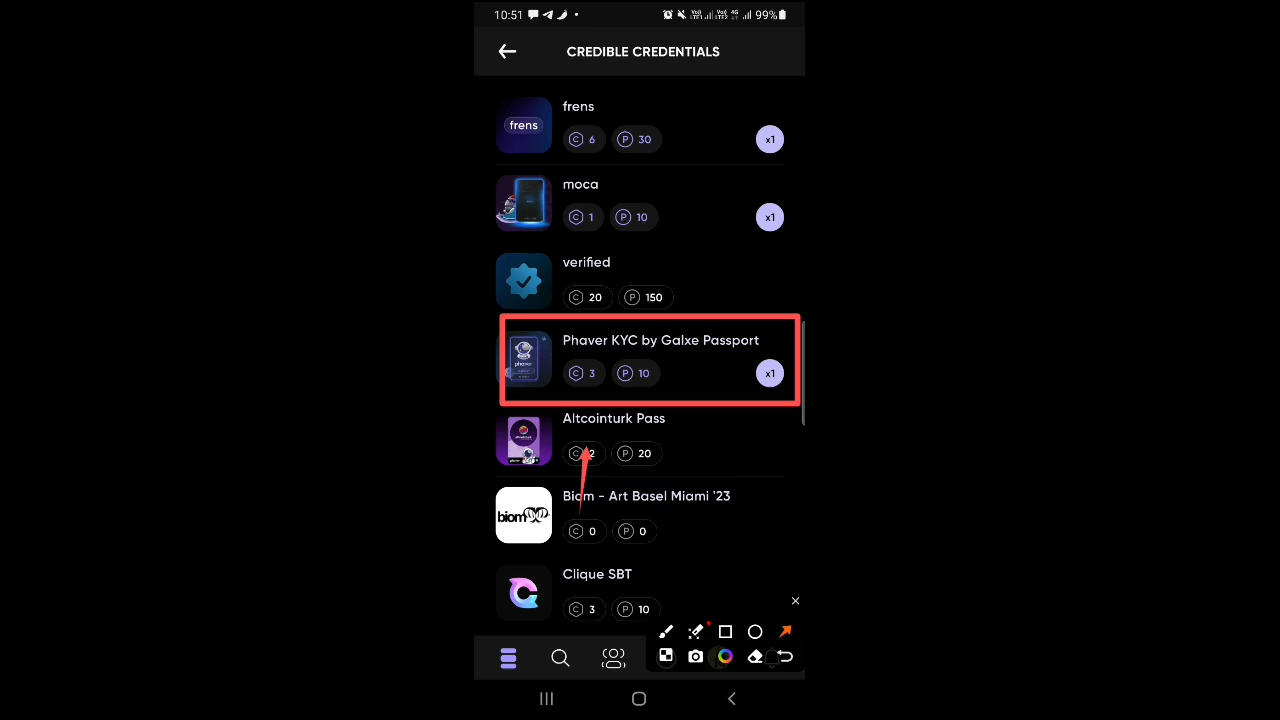 10:51 99%
CREDIBLE CREDENTIALS
frens
frens
C 6 P 30 x1
moca
C 1 P 10 x1
verified
C 20 P 150
Phaver KYC by Galxe Passport
phaver
C 3 P 10 x1
Altcointurk Pass
C 2 P 20
Biom - Art Basel Miami '23
biom
C 0 P 0
Clique SBT
C 3 P 10